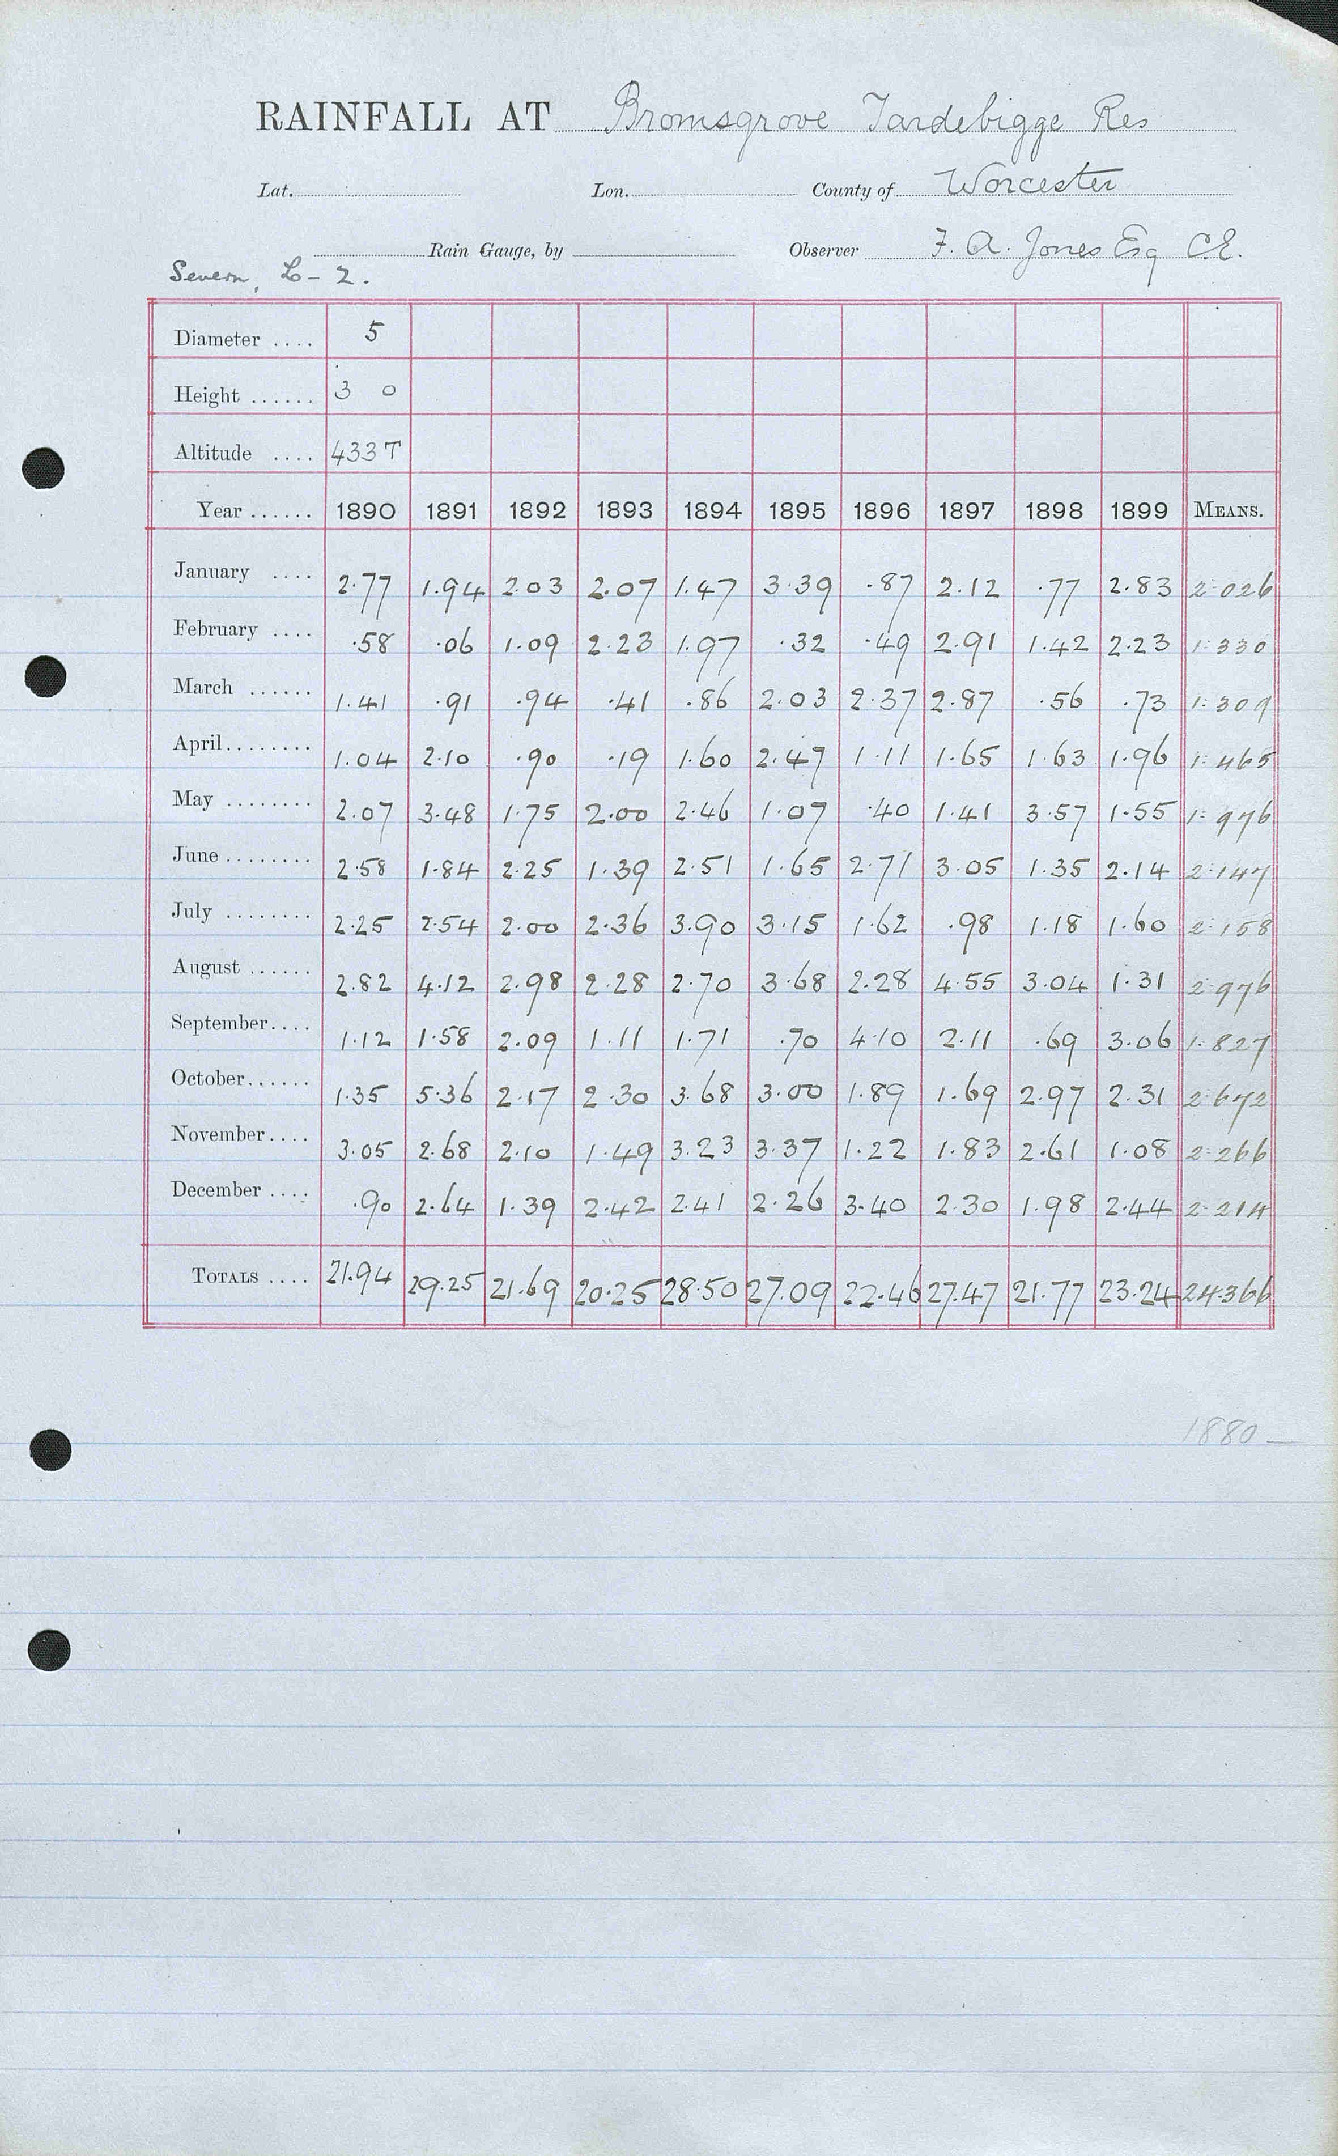 RAINFALL AT Bromsgrove Tardebigge Res
Lat. Lon. County of Worcester
Rain Gauge, by Observer F. A. Jones Esq C.E.
Severn, L-2.
Diameter .... 5
Height ...... 3 0
Altitude .... 433T
Year ...... 1890 1891 1892 1893 1894 1895 1896 1897 1898 1899 MEANS.
January .... 2.77 1.94 2.03 2.07 1.47 3.39 .87 2.12 .77 2.83 2.026
February .... .58 .06 1.09 2.23 1.97 .32 .49 2.91 1.42 2.23 1.330
March ...... 1.41 .91 .94 .41 .86 2.03 2.37 2.87 .56 .73 1.309
April........ 1.04 2.10 .90 .19 1.60 2.47 1.11 1.65 1.63 1.96 1.465
May ........ 2.07 3.48 1.75 2.00 2.46 1.07 .40 1.41 3.57 1.55 1.976
June........ 2.58 1.84 2.25 1.39 2.51 1.65 2.71 3.05 1.35 2.14 2.147
July ........ 2.25 2.54 2.00 2.36 3.90 3.15 1.62 .98 1.18 1.60 2.158
August ...... 2.82 4.12 2.98 2.28 2.70 3.68 2.28 4.55 3.04 1.31 2.976
September.... 1.12 1.58 2.09 1.11 1.71 .70 4.10 2.11 .69 3.06 1.827
October...... 1.35 5.36 2.17 2.30 3.68 3.00 1.89 1.69 2.97 2.31 2.672
November.... 3.05 2.68 2.10 1.49 3.23 3.37 1.22 1.83 2.61 1.08 2.266
December .... .90 2.64 1.39 2.42 2.41 2.26 3.40 2.30 1.98 2.44 2.214
TOTALS .... 21.94 29.25 21.69 20.25 28.50 27.09 22.46 27.47 21.77 23.24 24.366
1880 —